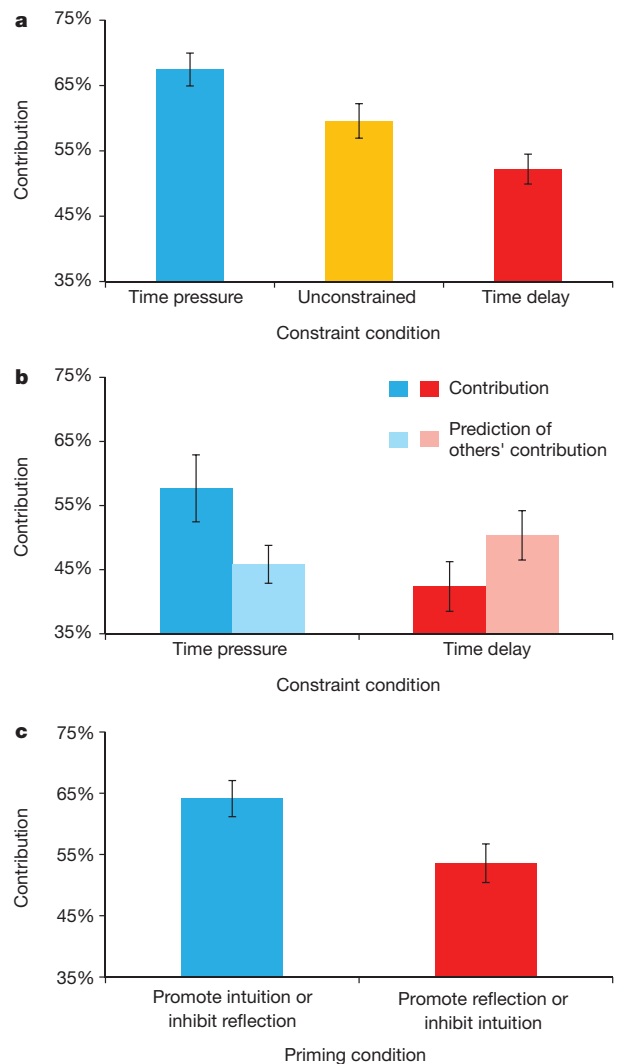 a
75%
65%
55%
45%
35%
Contribution
Time pressure Unconstrained Time delay
Constraint condition
b
75%
65%
55%
45%
35%
Contribution
Contribution
Prediction of
others' contribution
Time pressure Time delay
Constraint condition
c
75%
65%
55%
45%
35%
Contribution
Promote intuition or
inhibit reflection
Promote reflection or
inhibit intuition
Priming condition